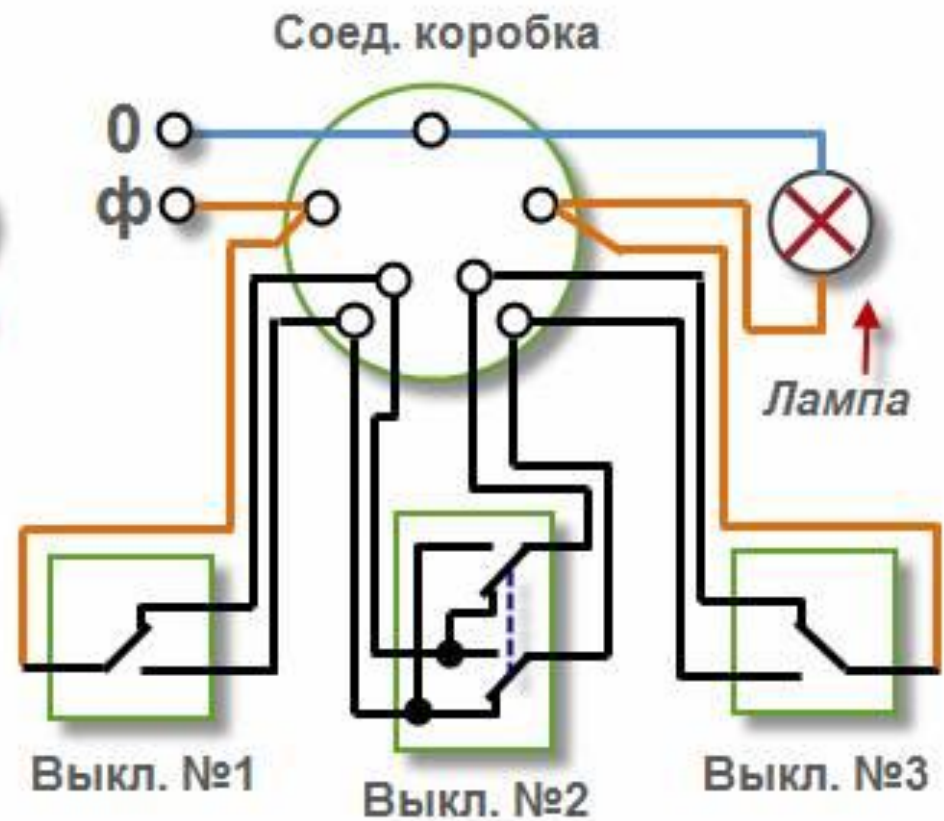 Соед. коробка
0
ф
Лампа
Выкл. №1
Выкл. №2
Выкл. №3